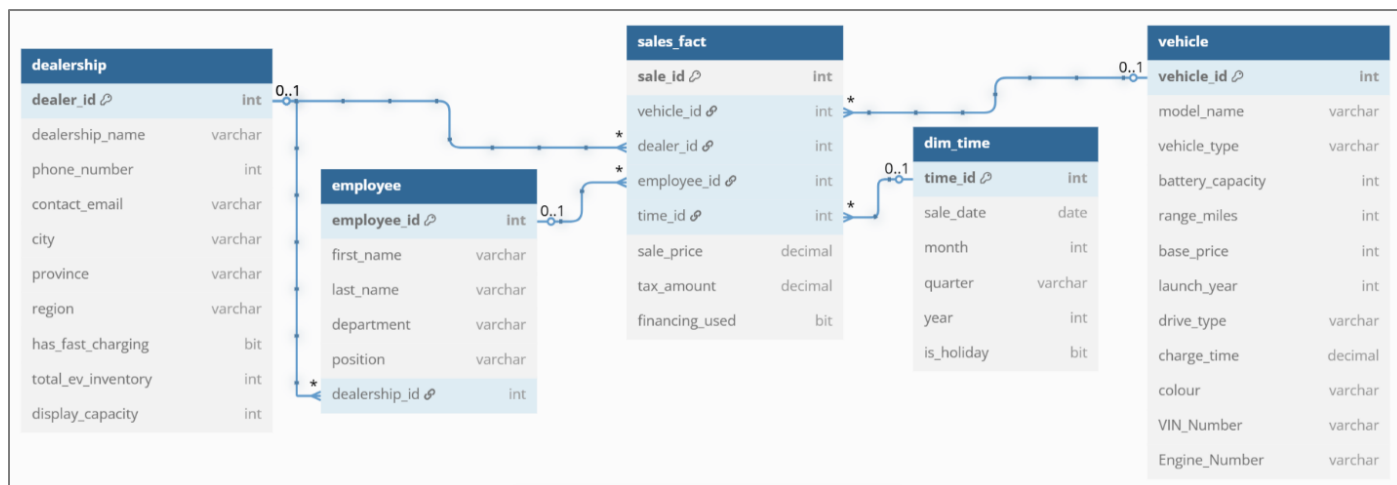 dealership
dealer_id int
dealership_name varchar
phone_number int
contact_email varchar
city varchar
province varchar
region varchar
has_fast_charging bit
total_ev_inventory int
display_capacity int
0..1
*
employee
employee_id int
first_name varchar
last_name varchar
department varchar
position varchar
dealership_id int
0..1
*
*
sales_fact
sale_id int
vehicle_id int
dealer_id int
employee_id int
time_id int
sale_price decimal
tax_amount decimal
financing_used bit
*
*
0..1
dim_time
time_id int
sale_date date
month int
quarter varchar
year int
is_holiday bit
0..1
vehicle
vehicle_id int
model_name varchar
vehicle_type varchar
battery_capacity int
range_miles int
base_price int
launch_year int
drive_type varchar
charge_time decimal
colour varchar
VIN_Number varchar
Engine_Number varchar